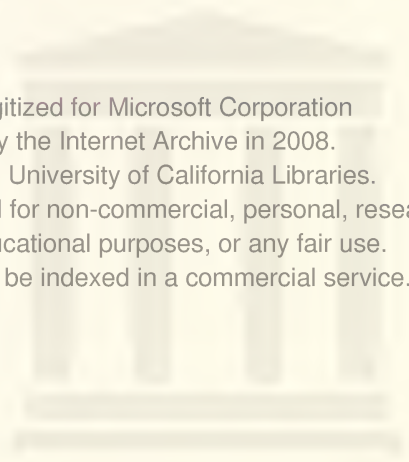 gitized for Microsoft Corporation
y the Internet Archive in 2008.
University of California Libraries.
for non-commercial, personal, resea
ucational purposes, or any fair use.
be indexed in a commercial service.